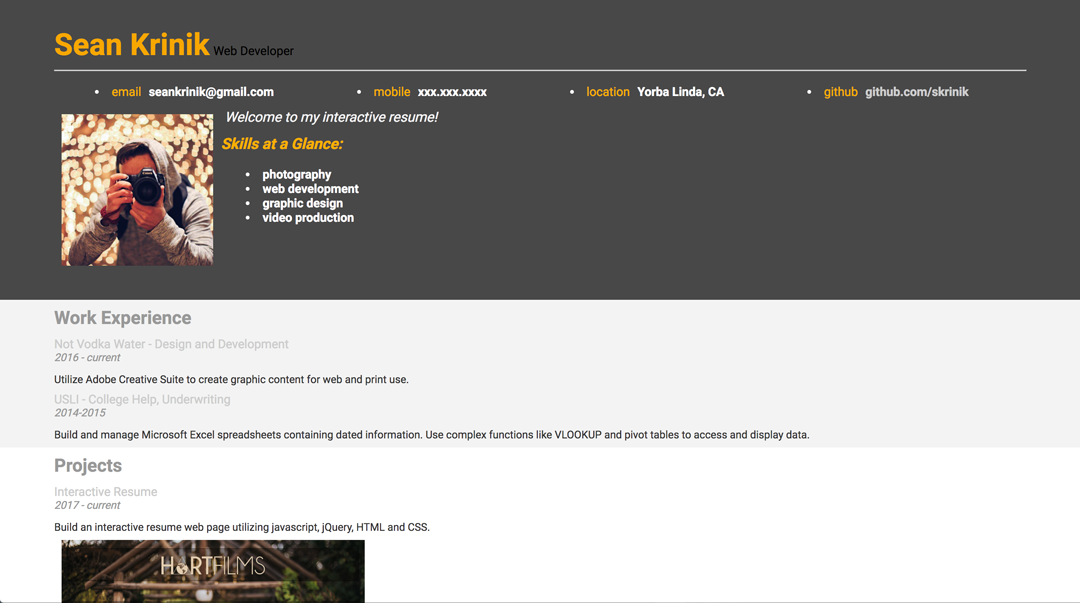 Sean Krinik Web Developer
email seankrinik@gmail.com mobile xxx.xxx.xxxx location Yorba Linda, CA github github.com/skrinik
Welcome to my interactive resume!
Skills at a Glance:
photography
web development
graphic design
video production
Work Experience
Not Vodka Water - Design and Development
2016 - current
Utilize Adobe Creative Suite to create graphic content for web and print use.
USLI - College Help, Underwriting
2014-2015
Build and manage Microsoft Excel spreadsheets containing dated information. Use complex functions like VLOOKUP and pivot tables to access and display data.
Projects
Interactive Resume
2017 - current
Build an interactive resume web page utilizing javascript, jQuery, HTML and CSS.
HORTFILMS